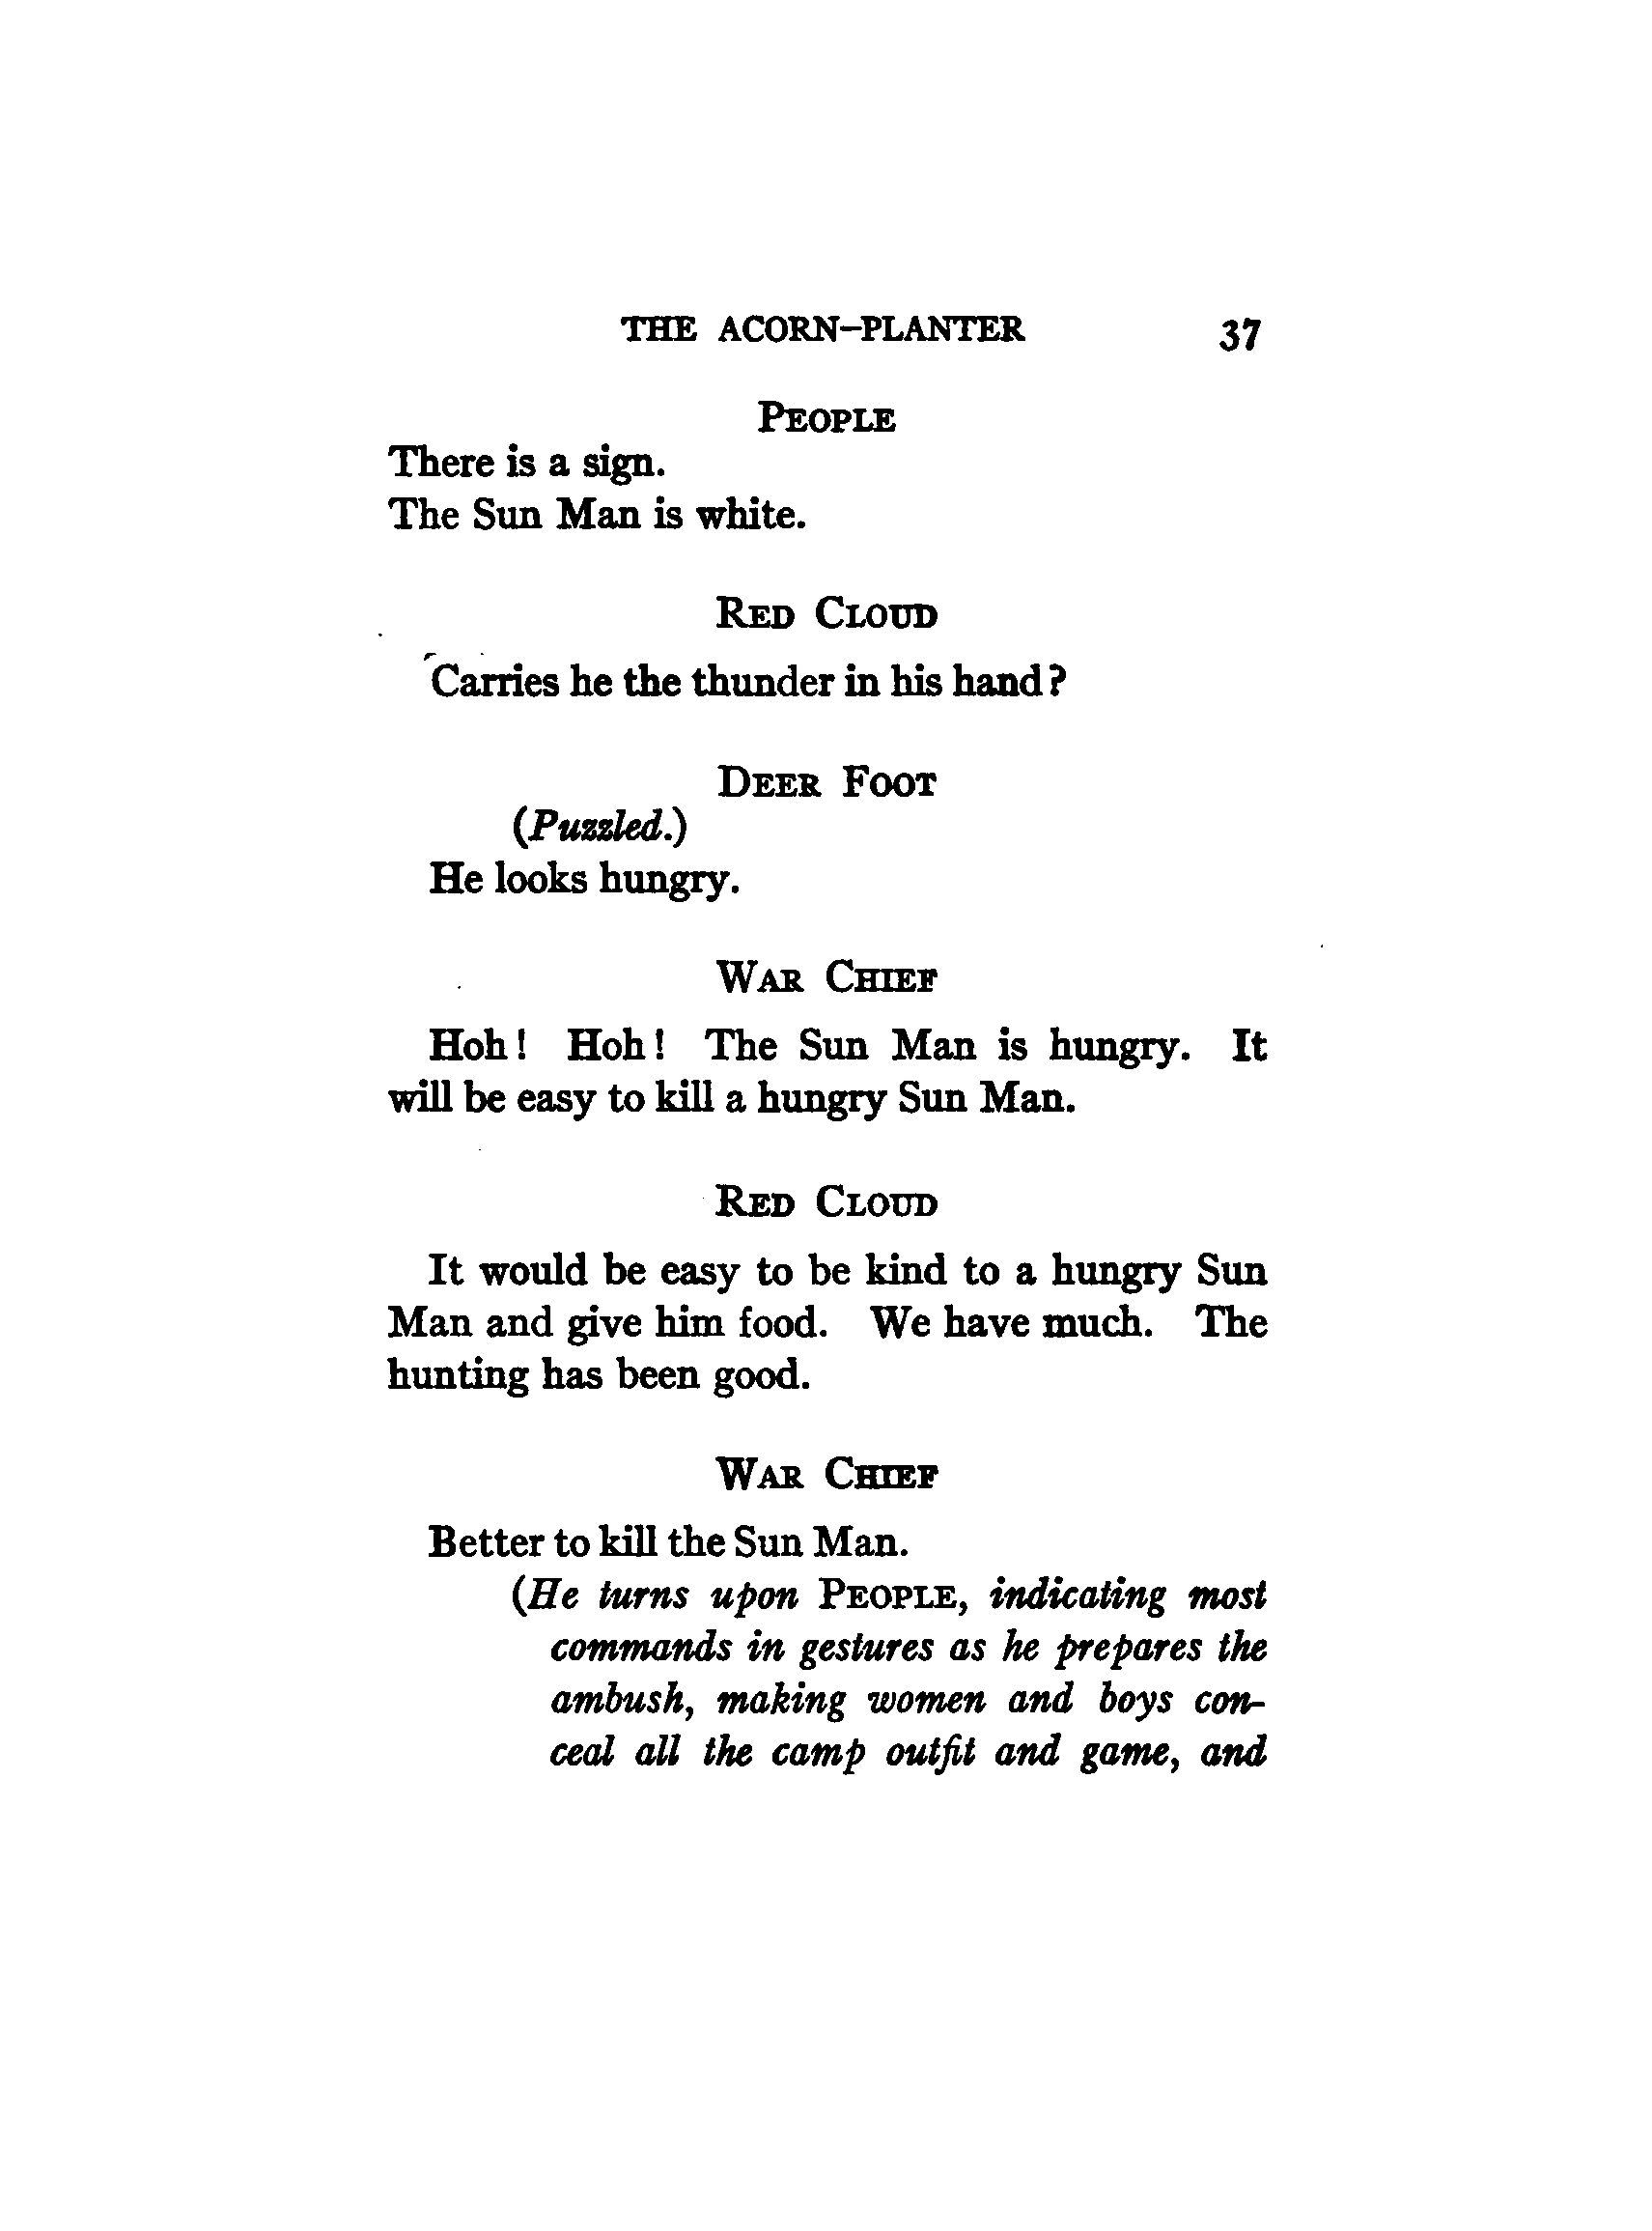 THE ACORN-PLANTER 37
PEOPLE
There is a sign.
The Sun Man is white.
RED CLOUD
Carries he the thunder in his hand?
DEER FOOT
(Puzzled.)
He looks hungry.
WAR CHIEF
Hoh! Hoh! The Sun Man is hungry. It
will be easy to kill a hungry Sun Man.
RED CLOUD
It would be easy to be kind to a hungry Sun
Man and give him food. We have much. The
hunting has been good.
WAR CHIEF
Better to kill the Sun Man.
(He turns upon PEOPLE, indicating most
commands in gestures as he prepares the
ambush, making women and boys con-
ceal all the camp outfit and game, and